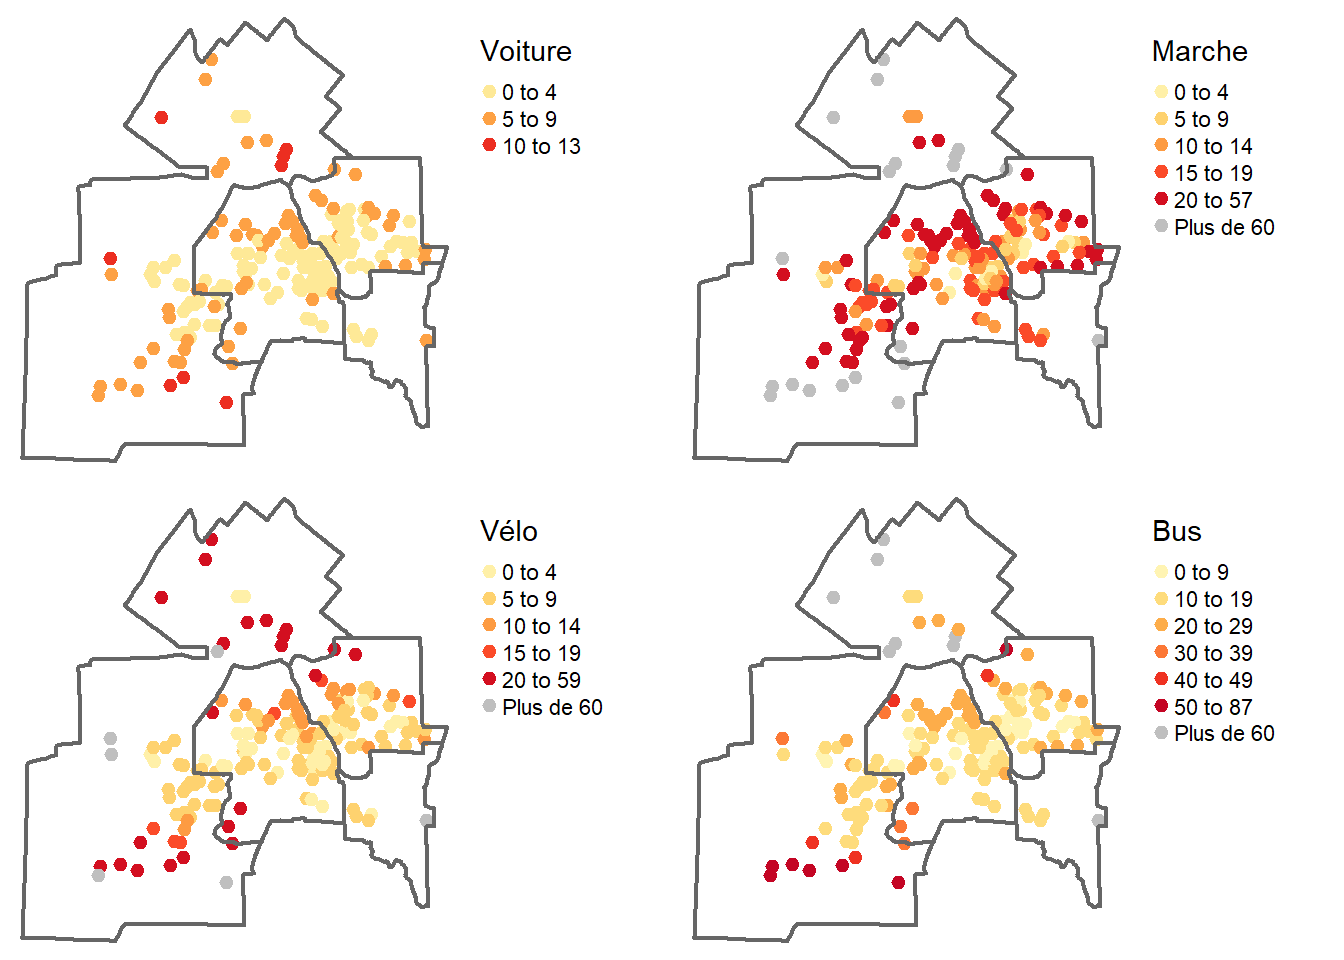 Voiture
0 to 4
5 to 9
10 to 13
Marche
0 to 4
5 to 9
10 to 14
15 to 19
20 to 57
Plus de 60
Vélo
0 to 4
5 to 9
10 to 14
15 to 19
20 to 59
Plus de 60
Bus
0 to 9
10 to 19
20 to 29
30 to 39
40 to 49
50 to 87
Plus de 60